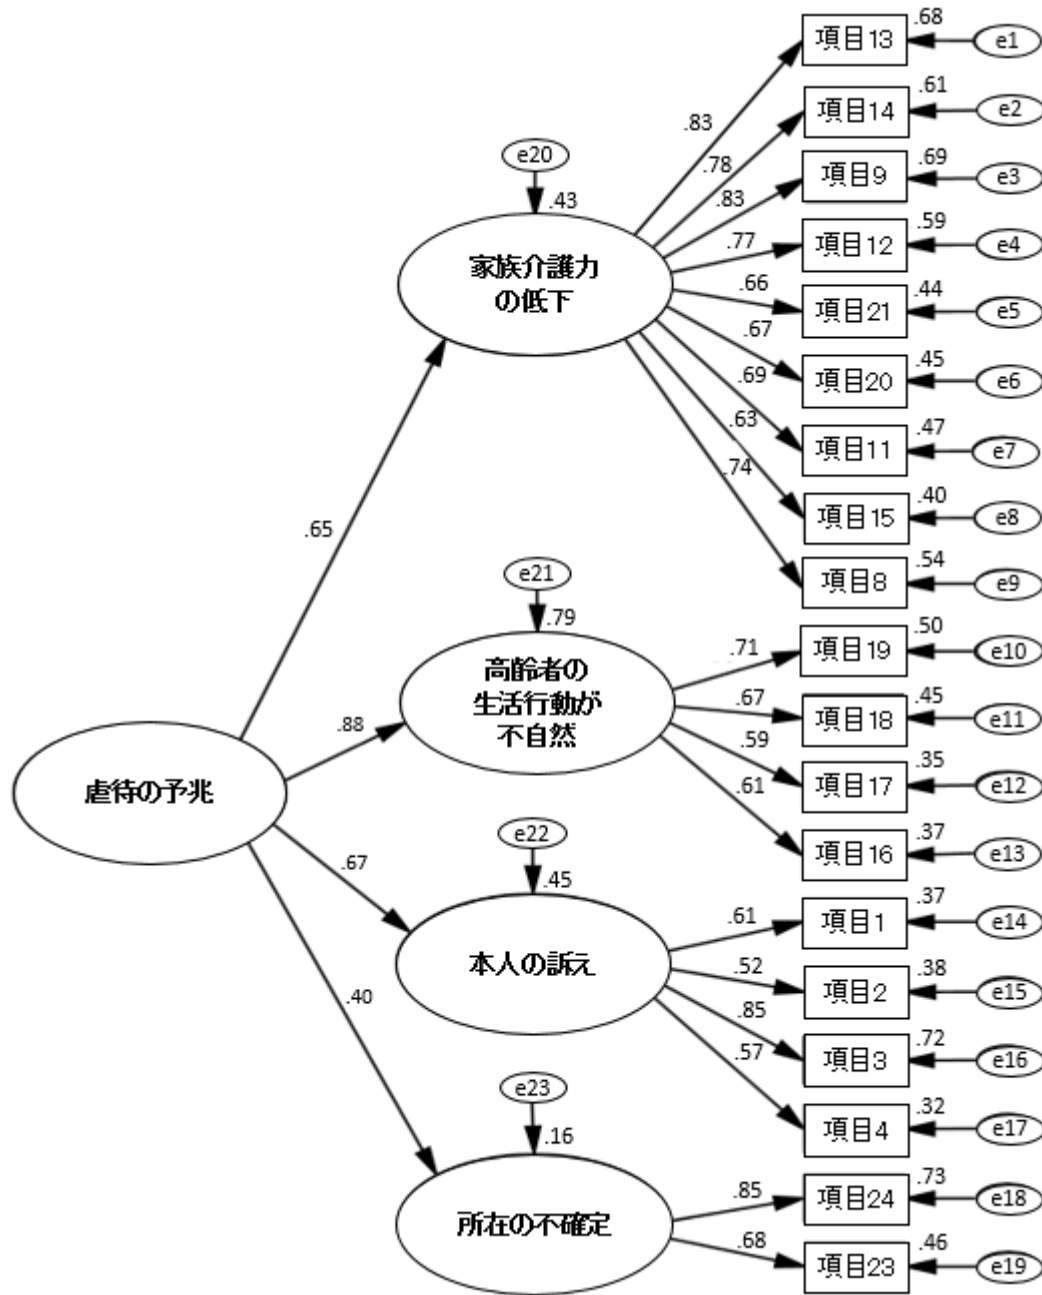 .68
項目13
e1
.61
項目14
e2
.83
e20
.78
.69
項目9
e3
.43
.83
.59
家族介護力
の低下
.77
項目12
e4
.66
.44
項目21
e5
.67
.45
項目20
e6
.69
.47
項目11
e7
.63
.40
項目15
e8
.74
.65
.54
項目8
e9
e21
.79
.50
.71
項目19
e10
高齢者の
生活行動が
不自然
.67
.45
項目18
e11
.88
.59
.35
項目17
e12
虐待の予兆
.61
.37
項目16
e13
e22
.67
.45
.37
.61
項目1
e14
本人の訴え
.52
.38
項目2
e15
.40
.85
.72
項目3
e16
.57
.32
項目4
e17
e23
.16
.73
.85
項目24
e18
所在の不確定
.68
.46
項目23
e19